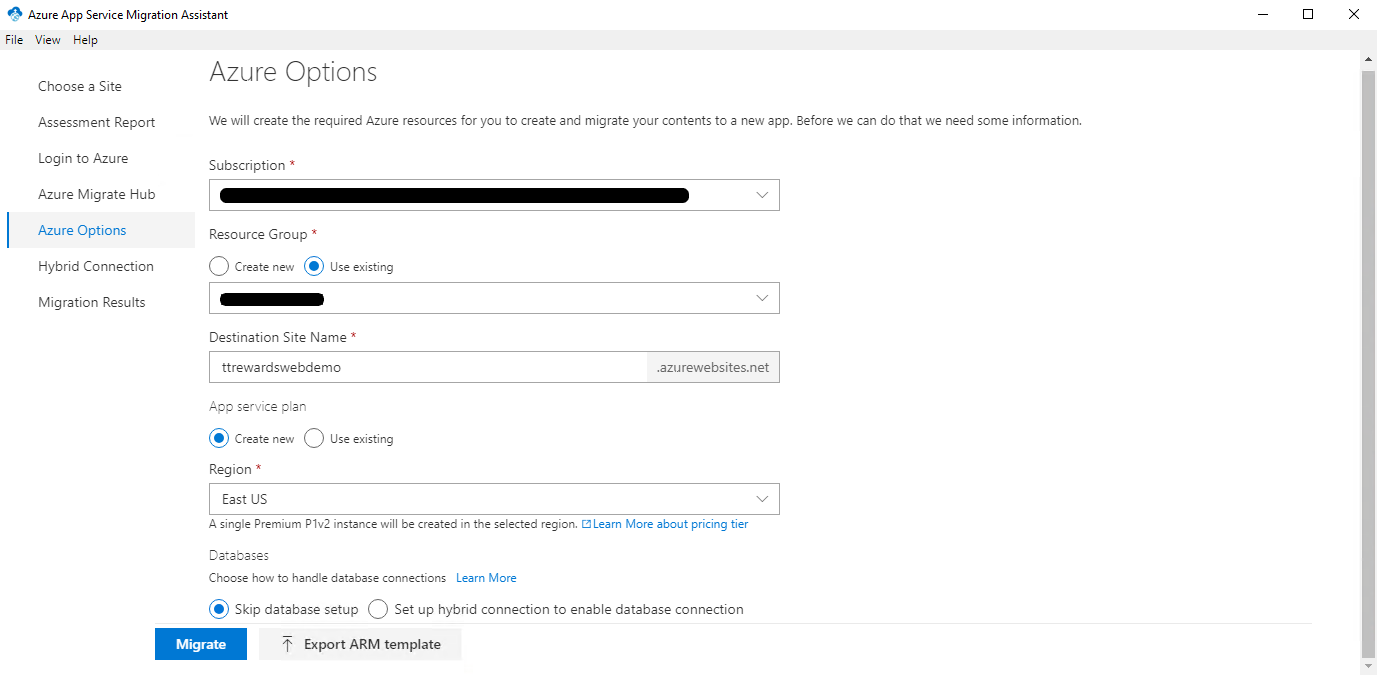 Azure App Service Migration Assistant
File View Help
Choose a Site
Assessment Report
Login to Azure
Azure Migrate Hub
Azure Options
Hybrid Connection
Migration Results
Azure Options
We will create the required Azure resources for you to create and migrate your contents to a new app. Before we can do that we need some information.
Subscription *
Resource Group *
Create new Use existing
Destination Site Name *
ttrewardswebdemo .azurewebsites.net
App service plan
Create new Use existing
Region *
East US
A single Premium P1v2 instance will be created in the selected region. Learn More about pricing tier
Databases
Choose how to handle database connections Learn More
Skip database setup Set up hybrid connection to enable database connection
Migrate Export ARM template